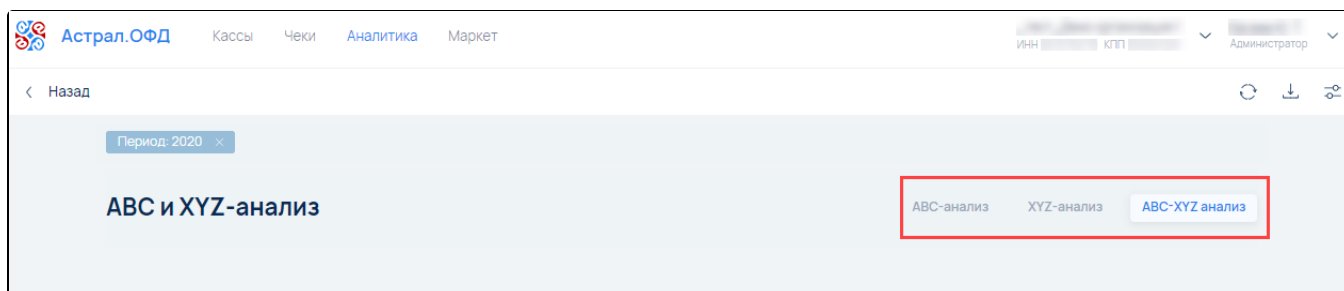 Астрал.ОФД Кассы Чеки Аналитика Маркет ИНН КПП Администратор
Назад
Период: 2020 ×
ABC и XYZ-анализ ABC-анализ XYZ-анализ ABC-XYZ анализ